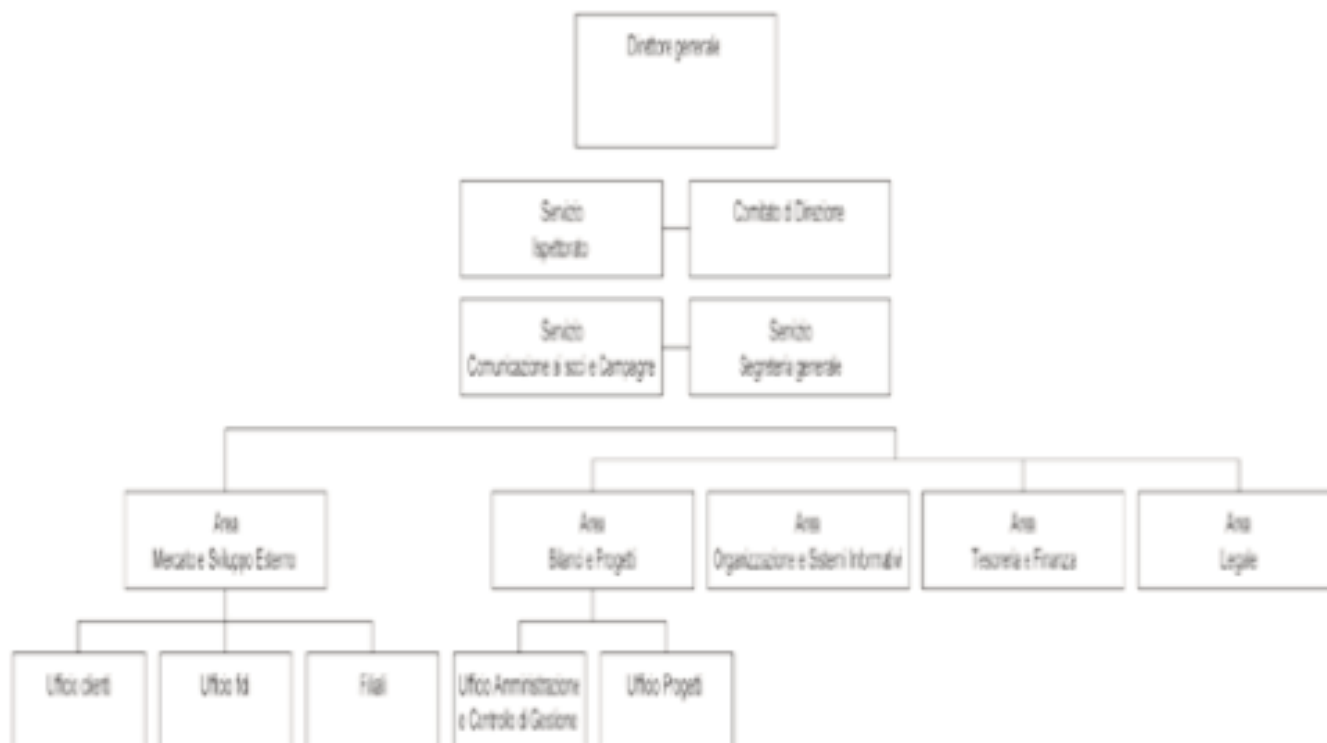 Direttore generale
Servizio
Ispettorato
Comitato di Direzione
Servizio
Comunicazione ai soci e Campagne
Servizio
Segreteria generale
Area
Mercato e Sviluppo Esterno
Area
Bilanci e Progetti
Area
Organizzazione e Sistemi Informativi
Area
Tesoreria e Finanza
Area
Legale
Ufficio clienti
Ufficio fidi
Filiali
Ufficio Amministrazione
e Controllo di Gestione
Ufficio Progetti